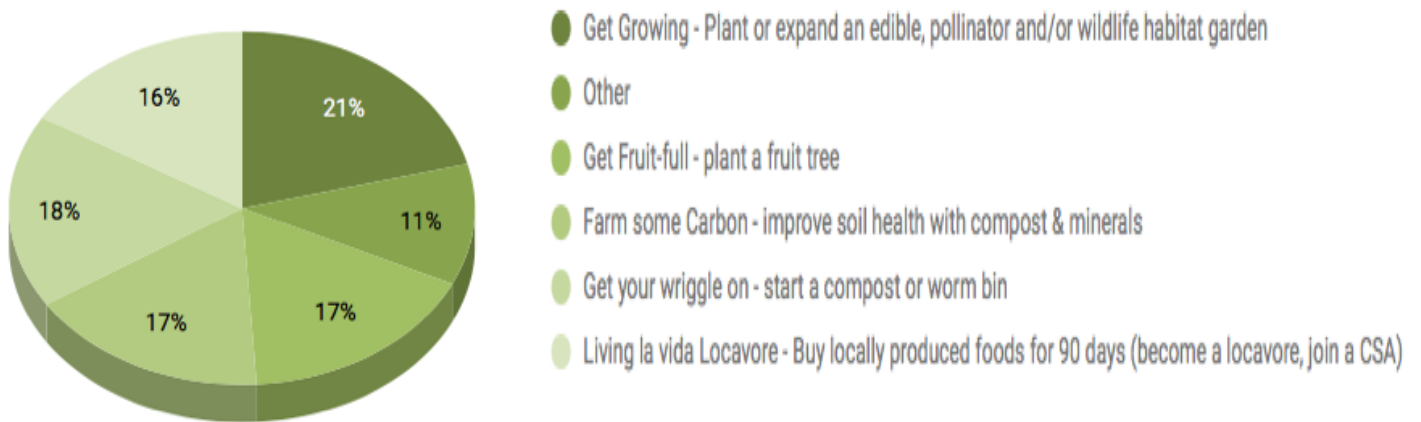 16%
21%
18%
11%
17%
17%
Get Growing - Plant or expand an edible, pollinator and/or wildlife habitat garden
Other
Get Fruit-full - plant a fruit tree
Farm some Carbon - improve soil health with compost & minerals
Get your wriggle on - start a compost or worm bin
Living la vida Locavore - Buy locally produced foods for 90 days (become a locavore, join a CSA)